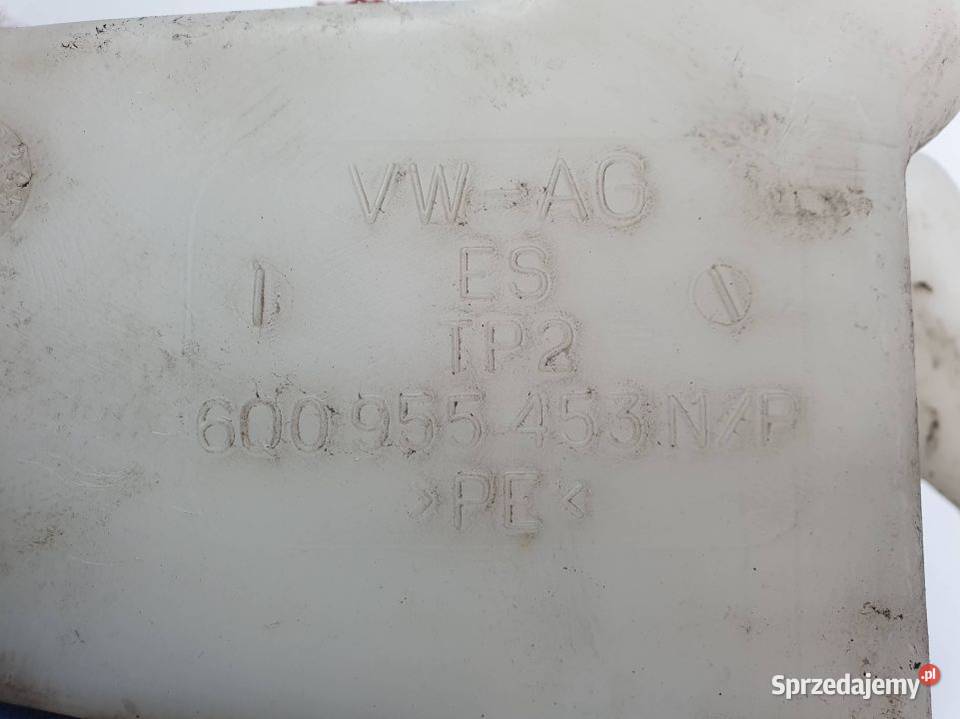 VW-AG
ES
TP2
6Q0 955 453 N/P
>PE<
Sprzedajemy.pl